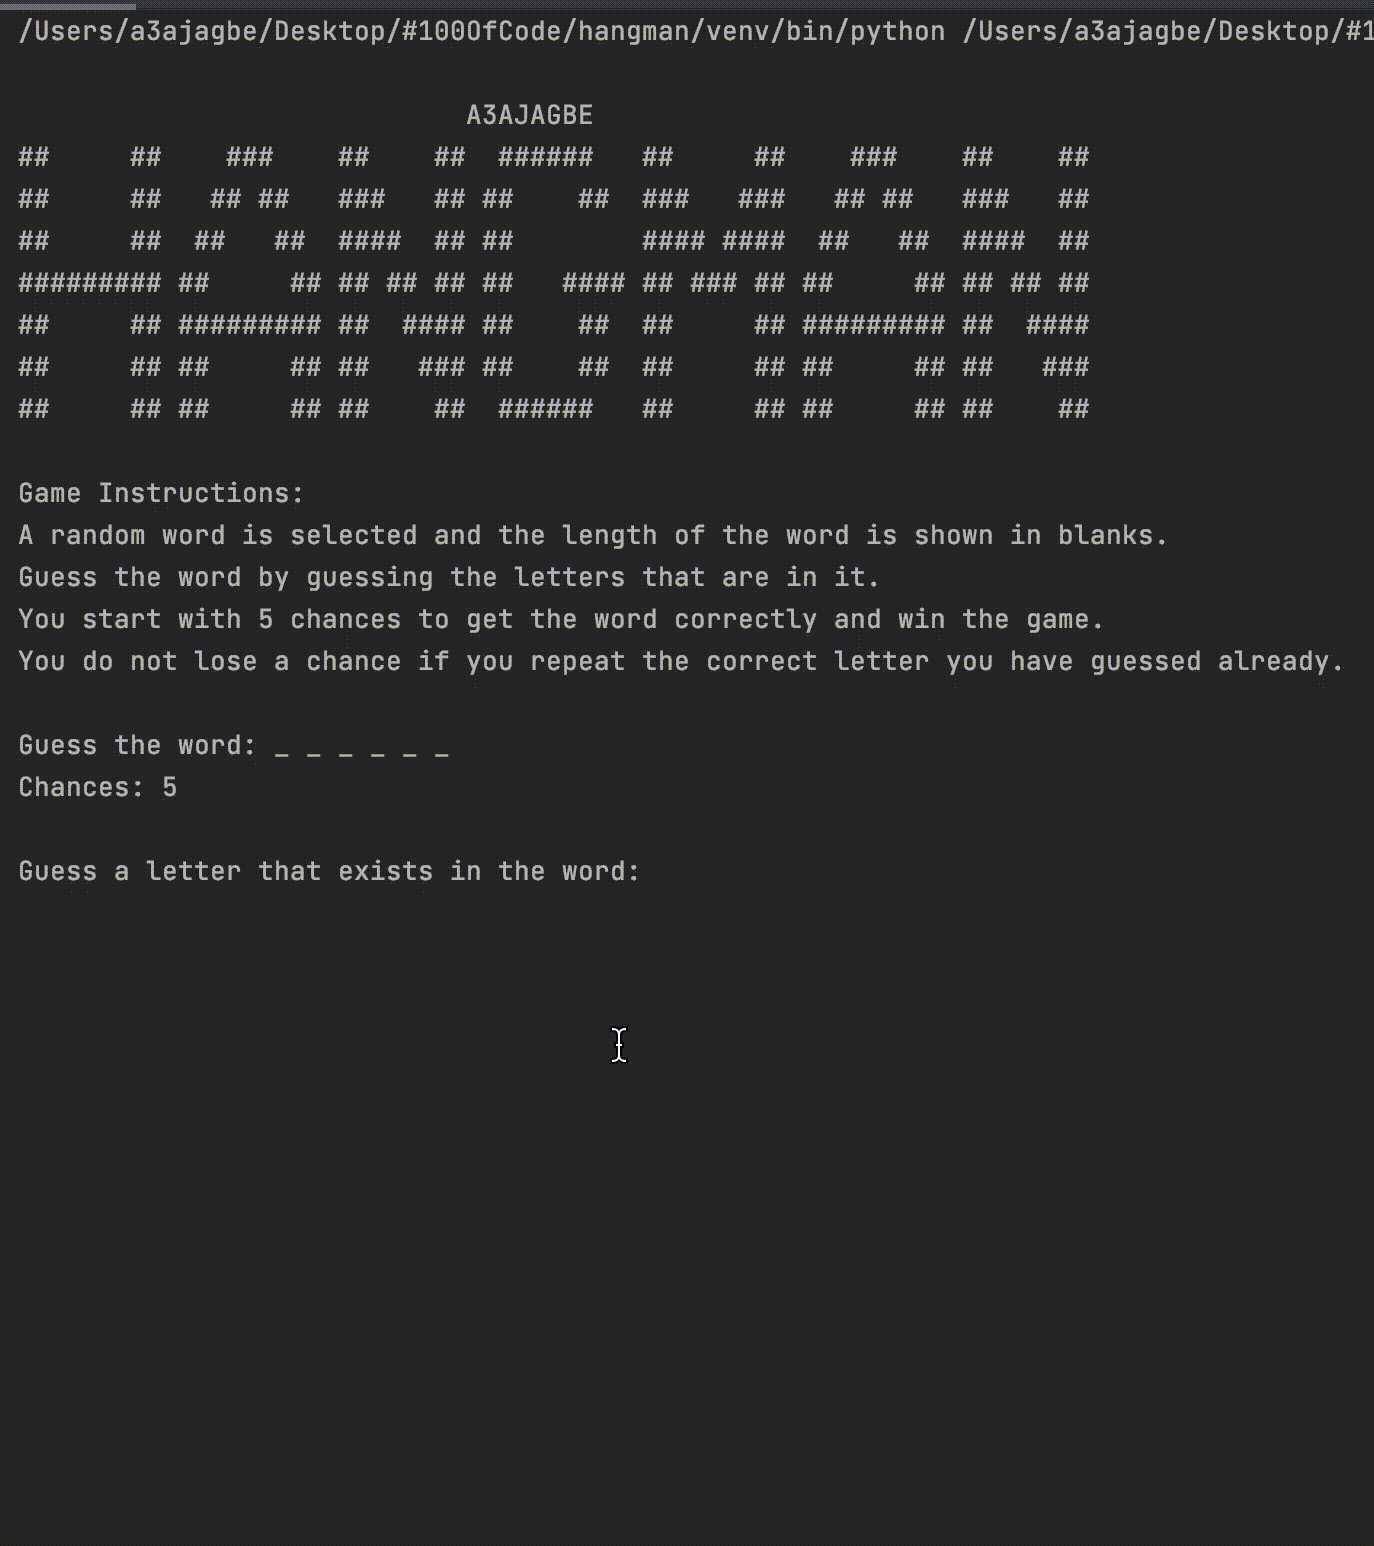 /Users/a3ajagbe/Desktop/#100OfCode/hangman/venv/bin/python /Users/a3ajagbe/Desktop/#1
A3AJAGBE
##     ##    ###    ##    ##  ######   ##     ##    ###    ##    ##
##     ##   ## ##   ###   ## ##    ##  ###   ###   ## ##   ###   ##
##     ##  ##   ##  ####  ## ##        #### ####  ##   ##  ####  ##
######### ##     ## ## ## ## ##   #### ## ### ## ##     ## ## ## ##
##     ## ######### ##  #### ##    ##  ##     ## ######### ##  ####
##     ## ##     ## ##   ### ##    ##  ##     ## ##     ## ##   ###
##     ## ##     ## ##    ##  ######   ##     ## ##     ## ##    ##
Game Instructions:
A random word is selected and the length of the word is shown in blanks.
Guess the word by guessing the letters that are in it.
You start with 5 chances to get the word correctly and win the game.
You do not lose a chance if you repeat the correct letter you have guessed already.
Guess the word: _ _ _ _ _ _
Chances: 5
Guess a letter that exists in the word: